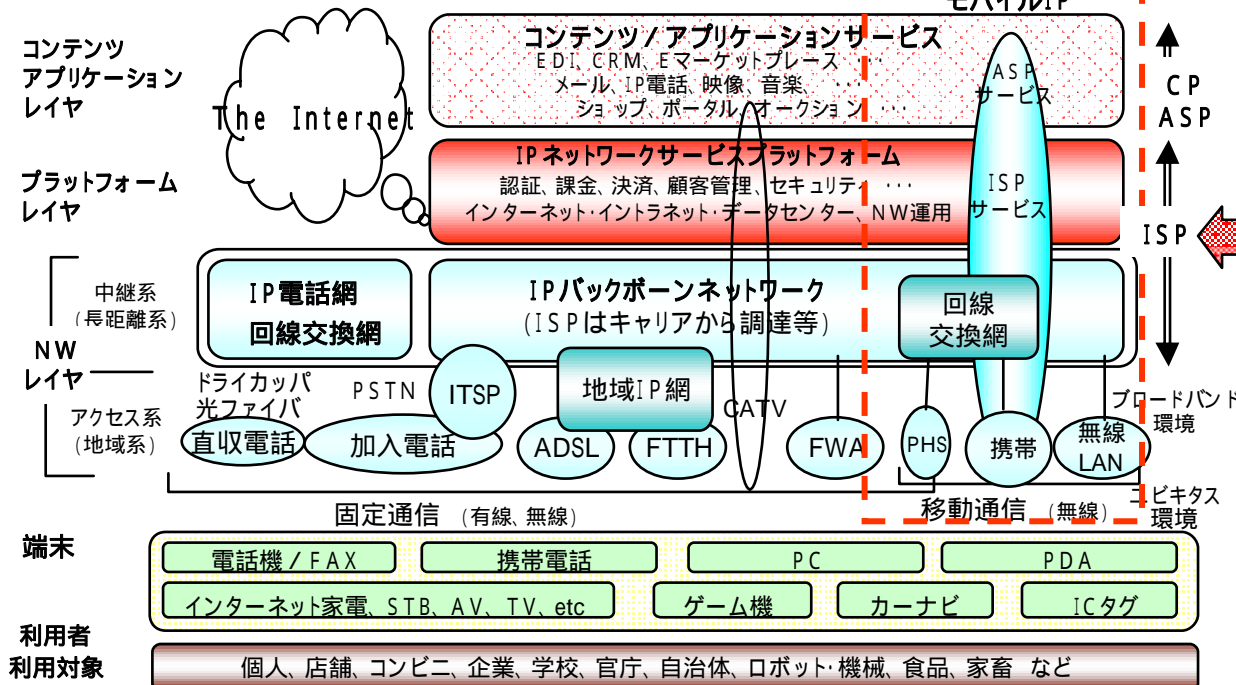 モバイルIP
コンテンツ
アプリケーション
レイヤ
The Internet
コンテンツ/アプリケーションサービス
EDI、CRM、Eマーケットプレース ・・・
メール、IP電話、映像、音楽、 ・・・
ショップ、ポータル、オークション ・・・
ASP
サービス
CP
ASP
プラットフォーム
レイヤ
IPネットワークサービスプラットフォーム
認証、課金、決済、顧客管理、セキュリティ ・・・
インターネット・イントラネット・データセンター、NW運用
ISP
サービス
ISP
NW
レイヤ
中継系
(長距離系)
IP電話網
回線交換網
IPバックボーンネットワーク
(ISPはキャリアから調達等)
回線
交換網
アクセス系
(地域系)
ドライカッパ
光ファイバ
直収電話
PSTN
加入電話
ITSP
地域IP網
ADSL
FTTH
CATV
FWA
PHS
携帯
無線
LAN
ブロードバンド
環境
固定通信 (有線、無線)
移動通信 (無線)
ユビキタス
環境
端末
電話機/FAX
携帯電話
PC
PDA
インターネット家電、STB、AV、TV、etc
ゲーム機
カーナビ
ICタグ
利用者
利用対象
個人、店舗、コンビニ、企業、学校、官庁、自治体、ロボット・機械、食品、家畜 など